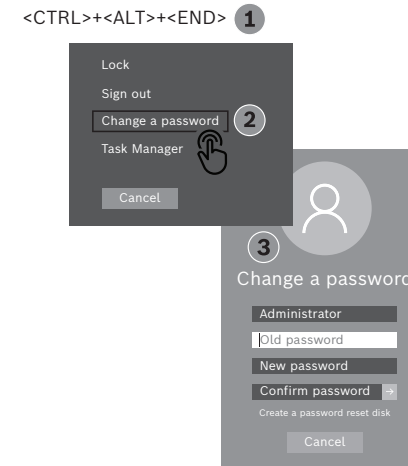 <CTRL>+<ALT>+<END> 1
Lock
Sign out
Change a password 2
Task Manager
Cancel
3
Change a password
Administrator
Old password
New password
Confirm password →
Create a password reset disk
Cancel